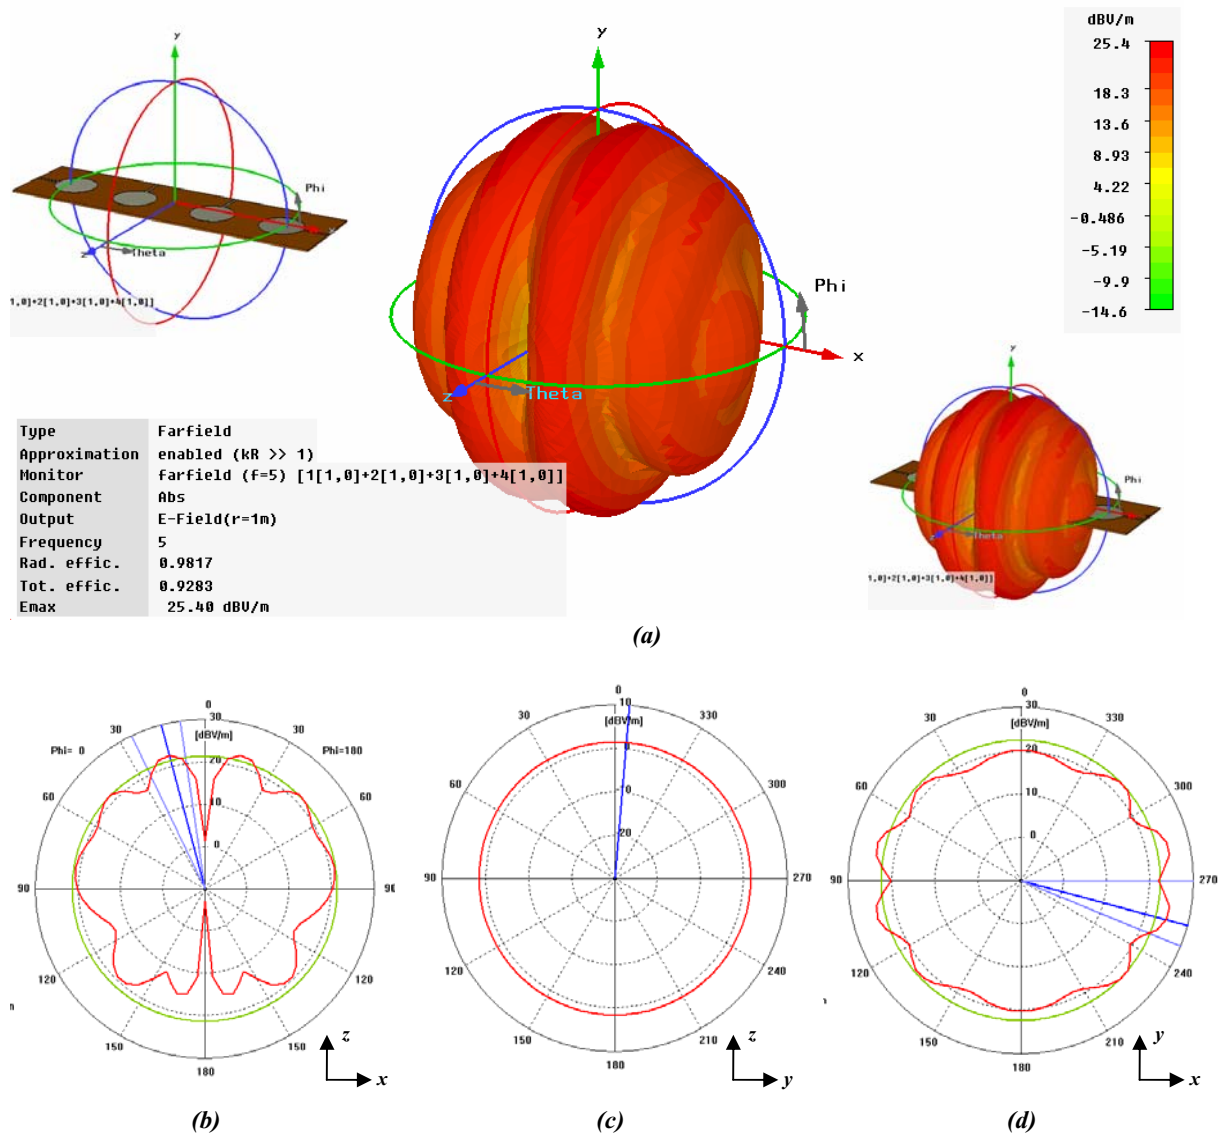 y
Phi
x
z
Theta
1,0]+2[1,0]+3[1,0]+4[1,0]]
y
Phi
x
z
Theta
dBV/m
25.4
18.3
13.6
8.93
4.22
-0.486
-5.19
-9.9
-14.6
y
Phi
x
z
Theta
1,0]+2[1,0]+3[1,0]+4[1,0]]
Type Farfield
Approximation enabled (kR >> 1)
Monitor farfield (f=5) [1[1,0]+2[1,0]+3[1,0]+4[1,0]]
Component Abs
Output E-Field(r=1m)
Frequency 5
Rad. effic. 0.9817
Tot. effic. 0.9283
Emax 25.40 dBV/m
(a)
0
30
[dBV/m]
30
30
Phi= 0
Phi=180
20
60
60
10
0
90
90
120
120
150
150
180
z
x
(b)
0
10
[dBV/m]
30
330
0
60
300
-10
20
90
270
120
240
150
210
180
z
y
(c)
0
30
[dBV/m]
30
330
20
60
300
10
0
90
270
120
240
150
210
180
y
x
(d)